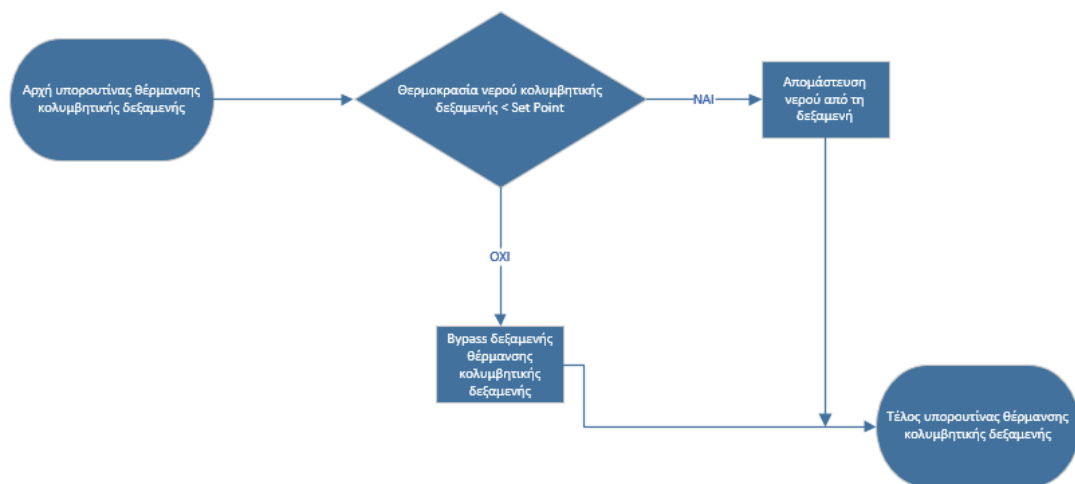 Αρχή υπορουτίνας θέρμανσης
κολυμβητικής δεξαμενής
Θερμοκρασία νερού κολυμβητικής
δεξαμενής < Set Point
ΝΑΙ
Απομάστευση
νερού από τη
δεξαμενή
ΟΧΙ
Bypass δεξαμενής
θέρμανσης
κολυμβητικής
δεξαμενής
Τέλος υπορουτίνας θέρμανσης
κολυμβητικής δεξαμενής